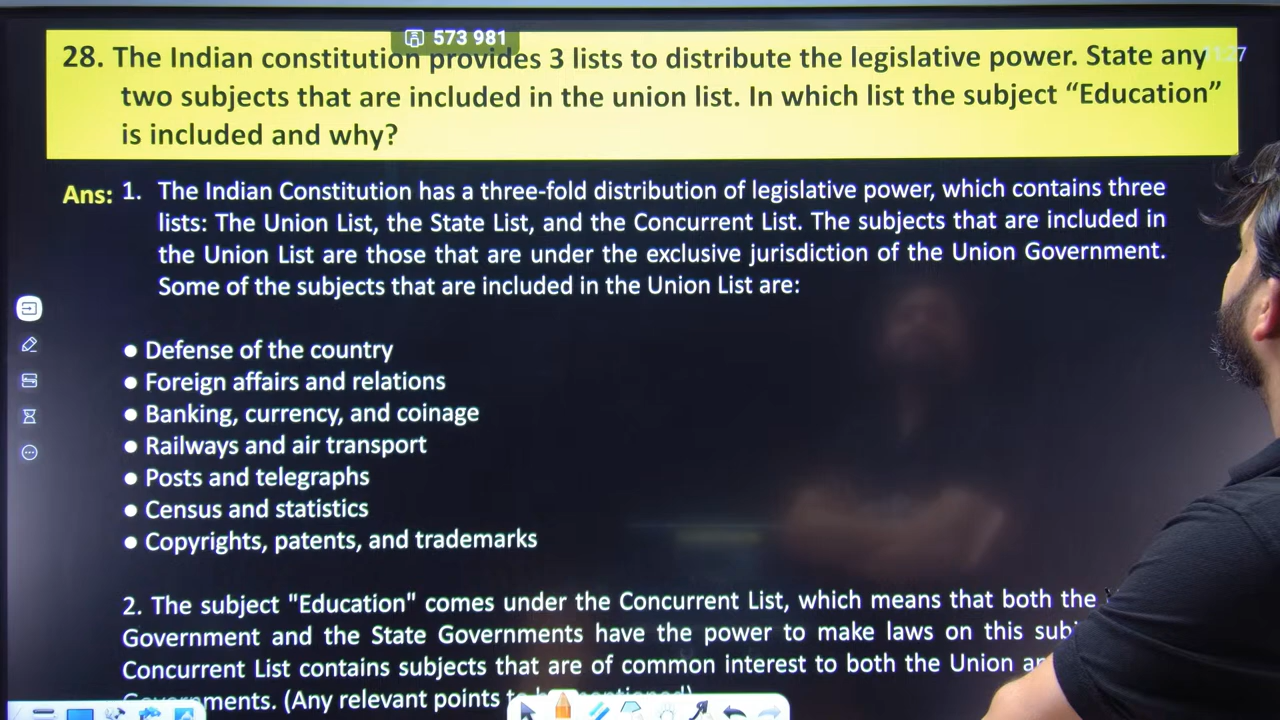 573 981
28. The Indian constitution provides 3 lists to distribute the legislative power. State any
11:27
two subjects that are included in the union list. In which list the subject “Education”
is included and why?
Ans: 1. The Indian Constitution has a three-fold distribution of legislative power, which contains three
lists: The Union List, the State List, and the Concurrent List. The subjects that are included in
the Union List are those that are under the exclusive jurisdiction of the Union Government.
Some of the subjects that are included in the Union List are:
● Defense of the country
● Foreign affairs and relations
● Banking, currency, and coinage
● Railways and air transport
● Posts and telegraphs
● Census and statistics
● Copyrights, patents, and trademarks
2. The subject "Education" comes under the Concurrent List, which means that both the
Government and the State Governments have the power to make laws on this
Concurrent List contains subjects that are of common interest to both the Union
(Any relevant points